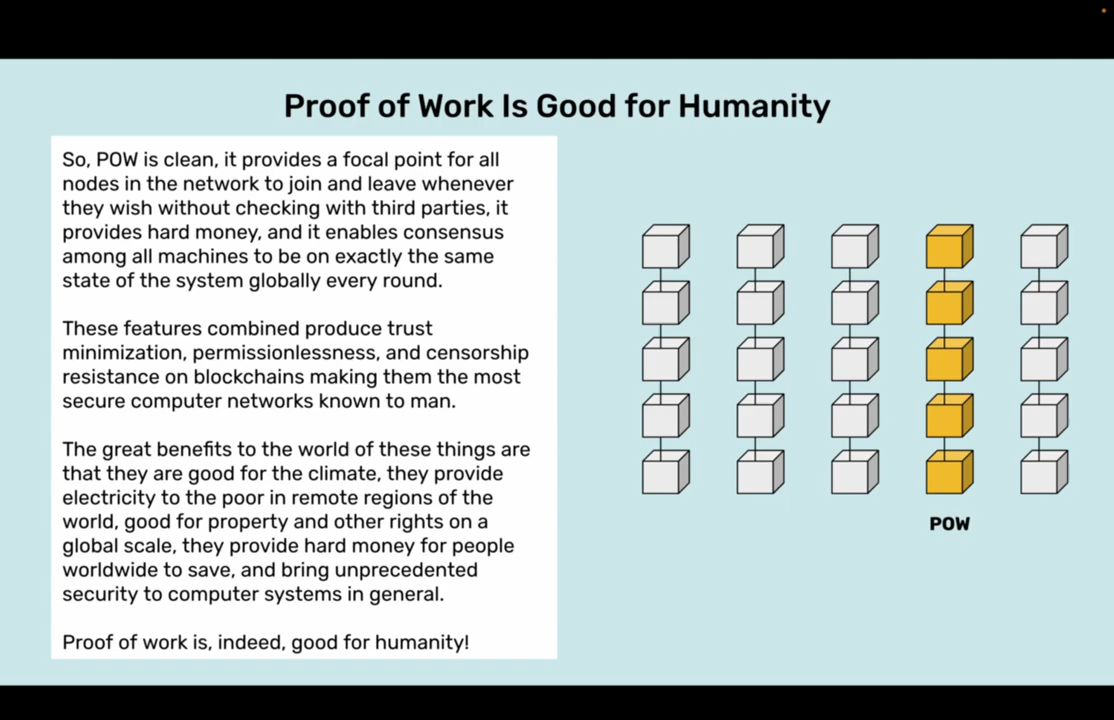 Proof of Work Is Good for Humanity
So, POW is clean, it provides a focal point for all
nodes in the network to join and leave whenever
they wish without checking with third parties, it
provides hard money, and it enables consensus
among all machines to be on exactly the same
state of the system globally every round.
These features combined produce trust
minimization, permissionlessness, and censorship
resistance on blockchains making them the most
secure computer networks known to man.
The great benefits to the world of these things are
that they are good for the climate, they provide
electricity to the poor in remote regions of the
world, good for property and other rights on a
global scale, they provide hard money for people
worldwide to save, and bring unprecedented
security to computer systems in general.
Proof of work is, indeed, good for humanity!
POW